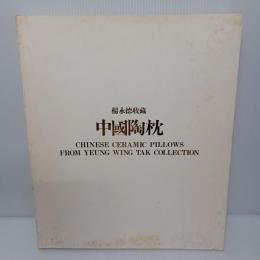 楊永德收藏
中國陶枕
CHINESE CERAMIC PILLOWS
FROM YEUNG WING TAK COLLECTION